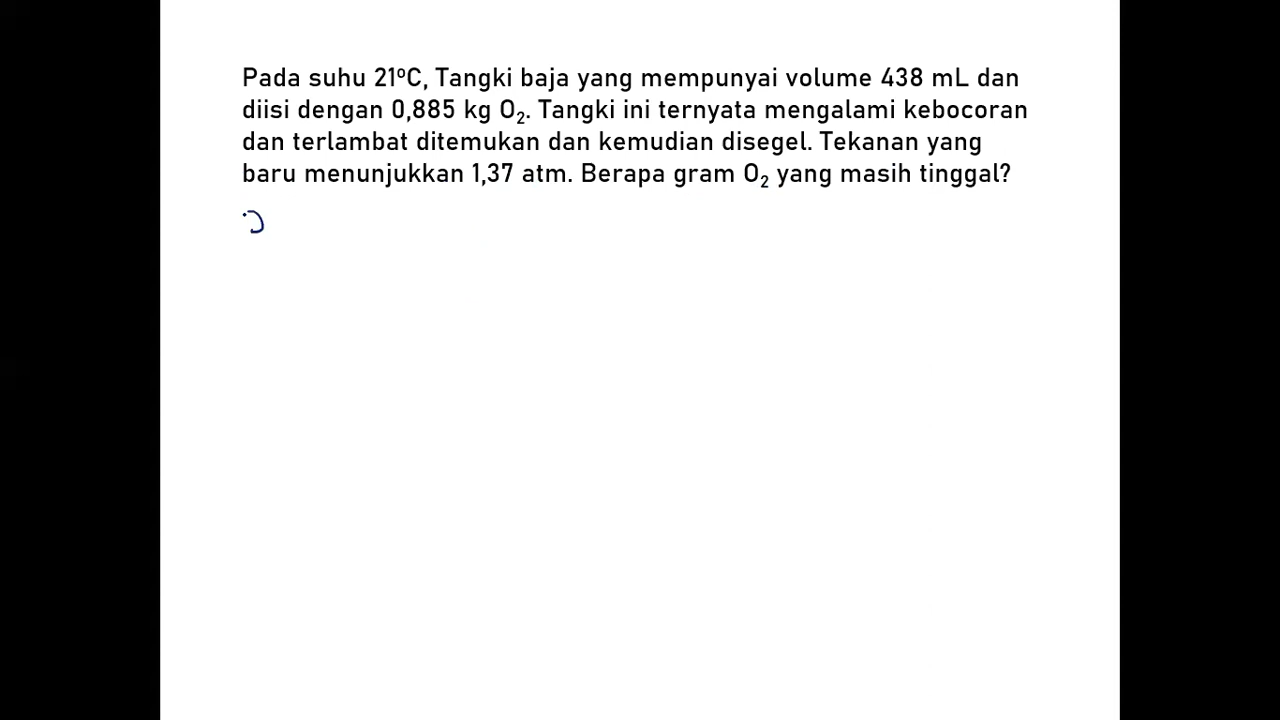 Pada suhu 21°C, Tangki baja yang mempunyai volume 438 mL dan
diisi dengan 0,885 kg O₂. Tangki ini ternyata mengalami kebocoran
dan terlambat ditemukan dan kemudian disegel. Tekanan yang
baru menunjukkan 1,37 atm. Berapa gram O₂ yang masih tinggal?